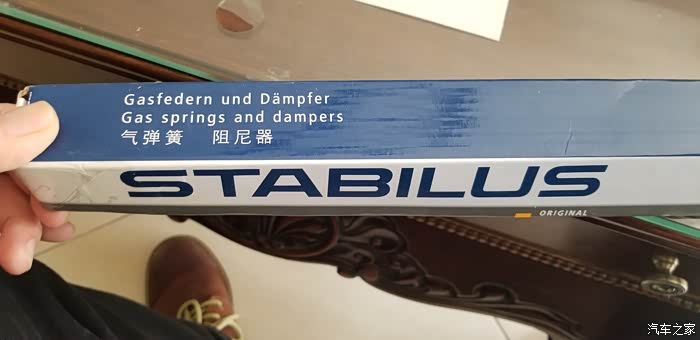 Gasfedern und Dämpfer
Gas springs and dampers
气弹簧 阻尼器
STABILUS
ORIGINAL
汽车之家